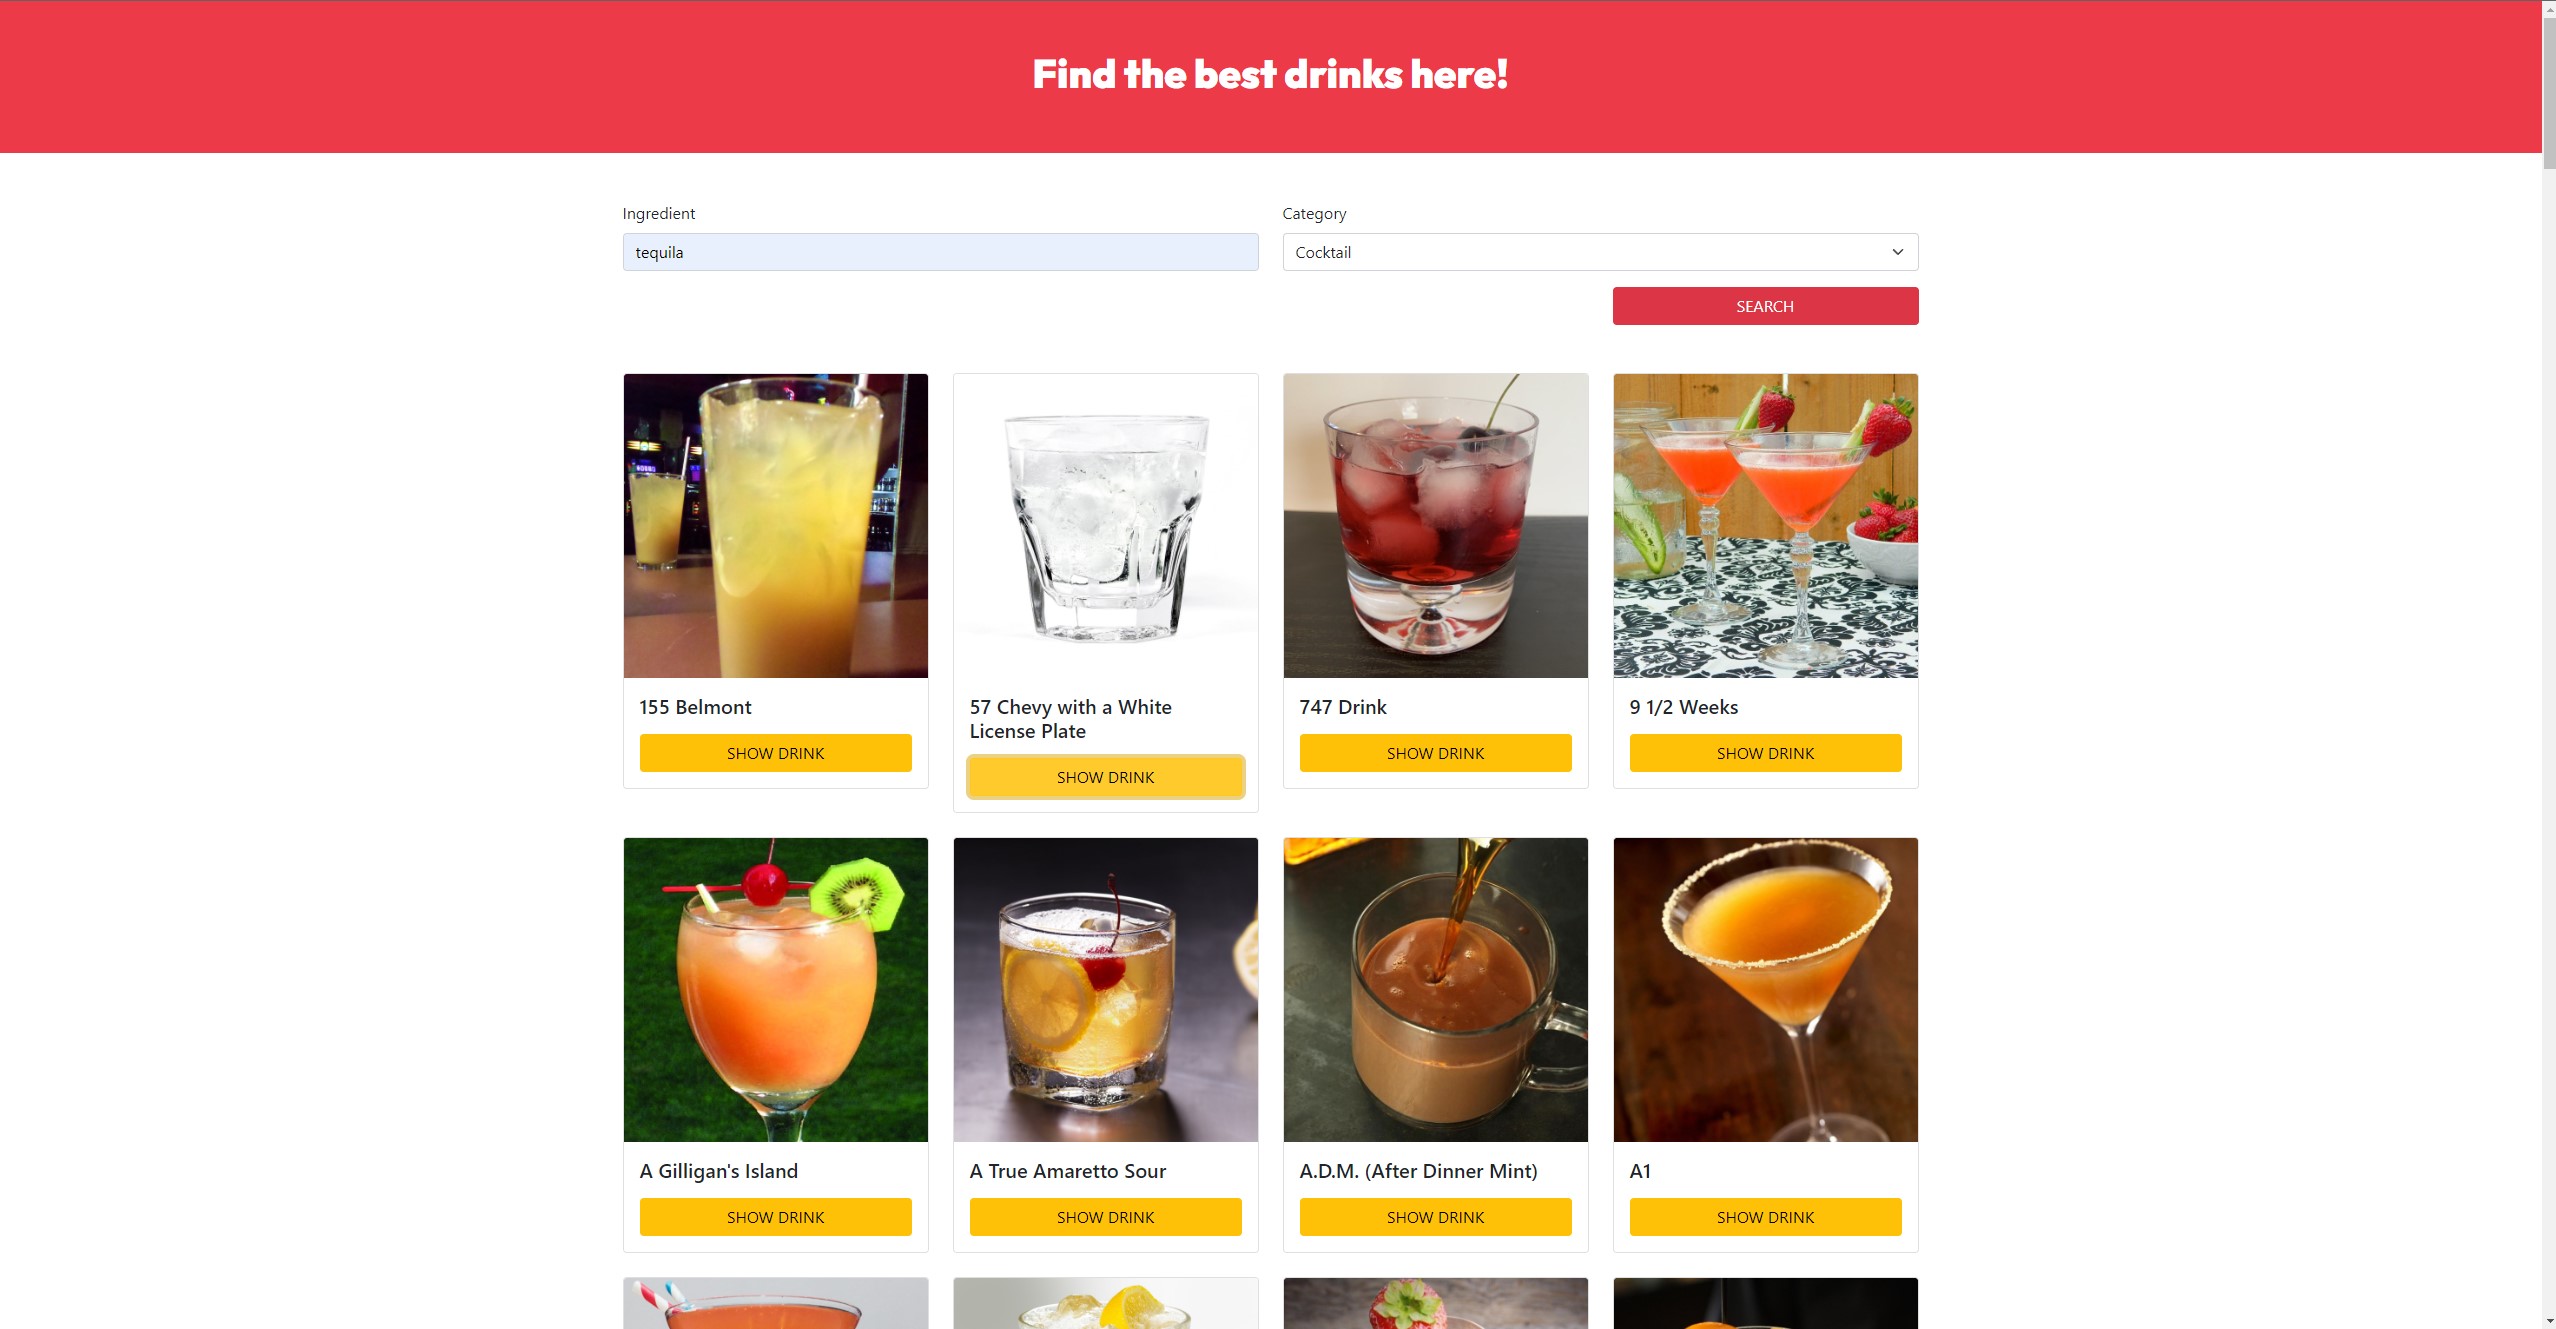 Find the best drinks here!
Ingredient
Category
tequila
Cocktail
SEARCH
155 Belmont
SHOW DRINK
57 Chevy with a White
License Plate
SHOW DRINK
747 Drink
SHOW DRINK
9 1/2 Weeks
SHOW DRINK
A Gilligan's Island
SHOW DRINK
A True Amaretto Sour
SHOW DRINK
A.D.M. (After Dinner Mint)
SHOW DRINK
A1
SHOW DRINK